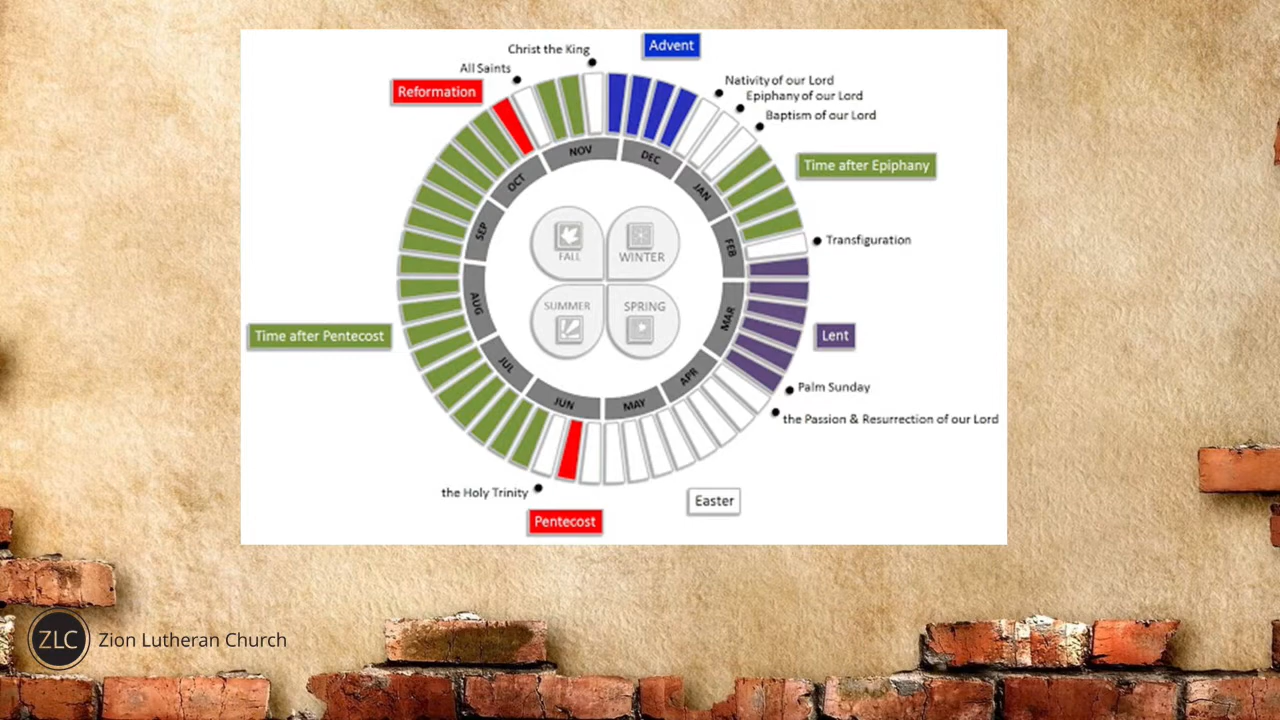 Christ the King
Advent
All Saints
Reformation
Nativity of our Lord
Epiphany of our Lord
Baptism of our Lord
Time after Epiphany
Transfiguration
Lent
Palm Sunday
the Passion & Resurrection of our Lord
Easter
Pentecost
the Holy Trinity
Time after Pentecost
NOV
DEC
JAN
FEB
MAR
APR
MAY
JUN
JUL
AUG
SEP
OCT
FALL
WINTER
SUMMER
SPRING
ZLC
Zion Lutheran Church